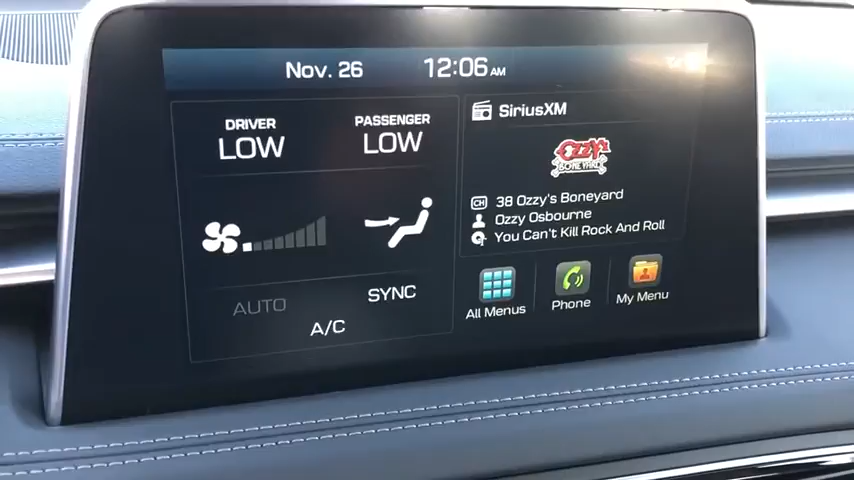 Nov. 26
12:06 AM
DRIVER
LOW
PASSENGER
LOW
AUTO
SYNC
A/C
SiriusXM
OZZY'S
BONEYARD
CH 38 Ozzy's Boneyard
Ozzy Osbourne
You Can't Kill Rock And Roll
All Menus
Phone
My Menu